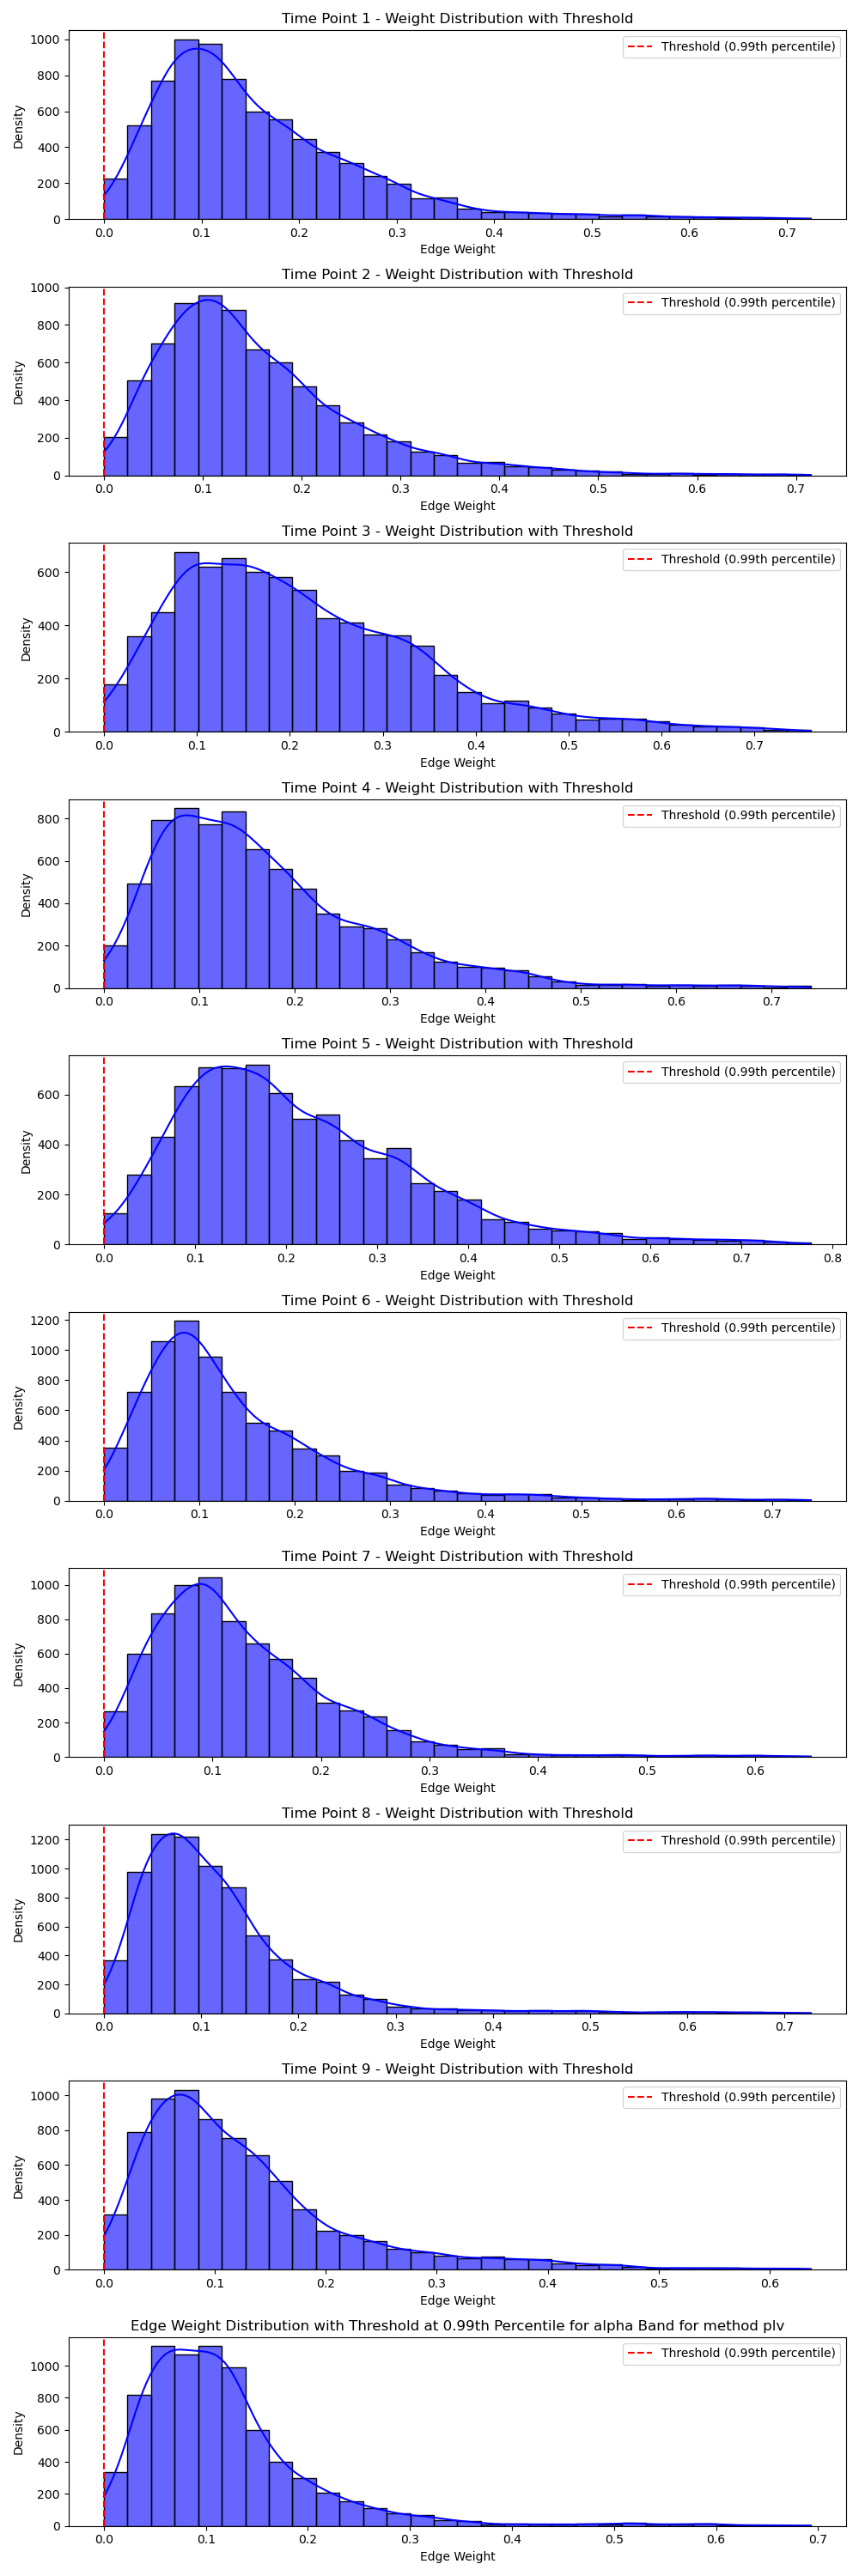 Time Point 1 - Weight Distribution with Threshold
Threshold (0.99th percentile)
Density
1000
800
600
400
200
0
0.0 0.1 0.2 0.3 0.4 0.5 0.6 0.7
Edge Weight
Time Point 2 - Weight Distribution with Threshold
Threshold (0.99th percentile)
Density
1000
800
600
400
200
0
0.0 0.1 0.2 0.3 0.4 0.5 0.6 0.7
Edge Weight
Time Point 3 - Weight Distribution with Threshold
Threshold (0.99th percentile)
Density
600
400
200
0
0.0 0.1 0.2 0.3 0.4 0.5 0.6 0.7
Edge Weight
Time Point 4 - Weight Distribution with Threshold
Threshold (0.99th percentile)
Density
800
600
400
200
0
0.0 0.1 0.2 0.3 0.4 0.5 0.6 0.7
Edge Weight
Time Point 5 - Weight Distribution with Threshold
Threshold (0.99th percentile)
Density
600
400
200
0
0.0 0.1 0.2 0.3 0.4 0.5 0.6 0.7 0.8
Edge Weight
Time Point 6 - Weight Distribution with Threshold
Threshold (0.99th percentile)
Density
1200
1000
800
600
400
200
0
0.0 0.1 0.2 0.3 0.4 0.5 0.6 0.7
Edge Weight
Time Point 7 - Weight Distribution with Threshold
Threshold (0.99th percentile)
Density
1000
800
600
400
200
0
0.0 0.1 0.2 0.3 0.4 0.5 0.6
Edge Weight
Time Point 8 - Weight Distribution with Threshold
Threshold (0.99th percentile)
Density
1200
1000
800
600
400
200
0
0.0 0.1 0.2 0.3 0.4 0.5 0.6 0.7
Edge Weight
Time Point 9 - Weight Distribution with Threshold
Threshold (0.99th percentile)
Density
1000
800
600
400
200
0
0.0 0.1 0.2 0.3 0.4 0.5 0.6
Edge Weight
Edge Weight Distribution with Threshold at 0.99th Percentile for alpha Band for method plv
Threshold (0.99th percentile)
Density
1000
800
600
400
200
0
0.0 0.1 0.2 0.3 0.4 0.5 0.6 0.7
Edge Weight